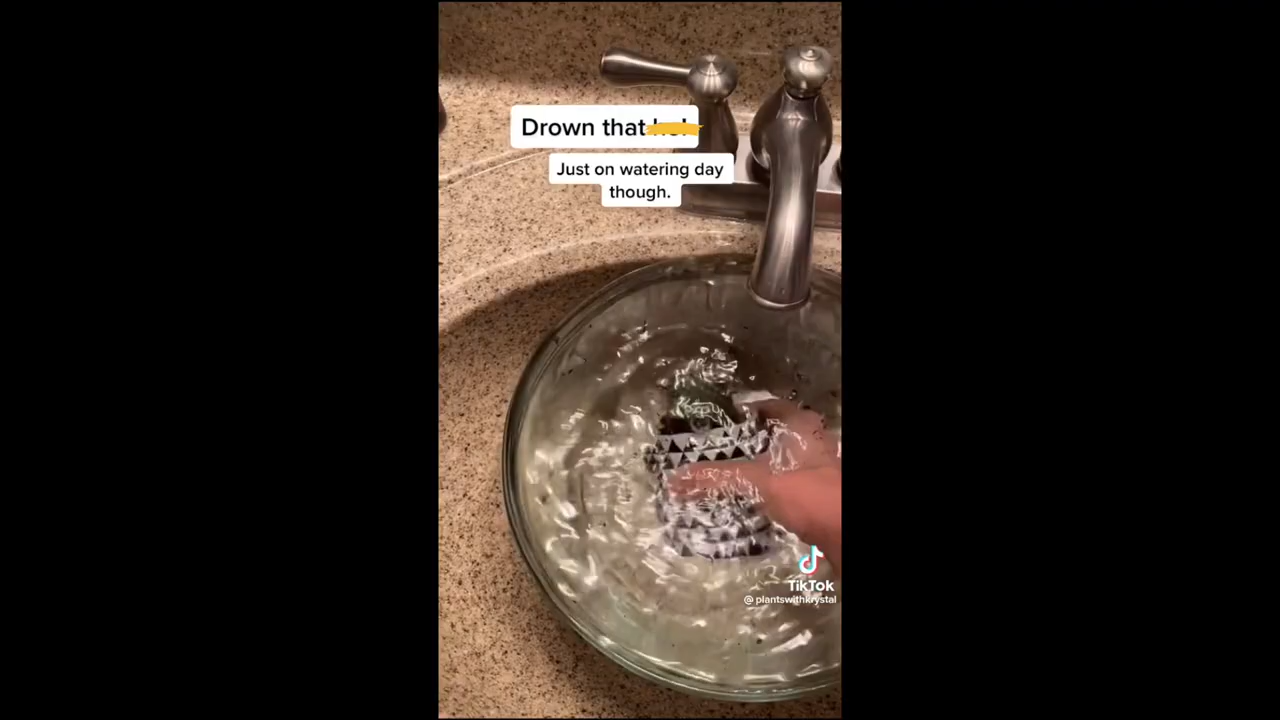 Drown that
Just on watering day
though.
TikTok
@plantswithkrystal